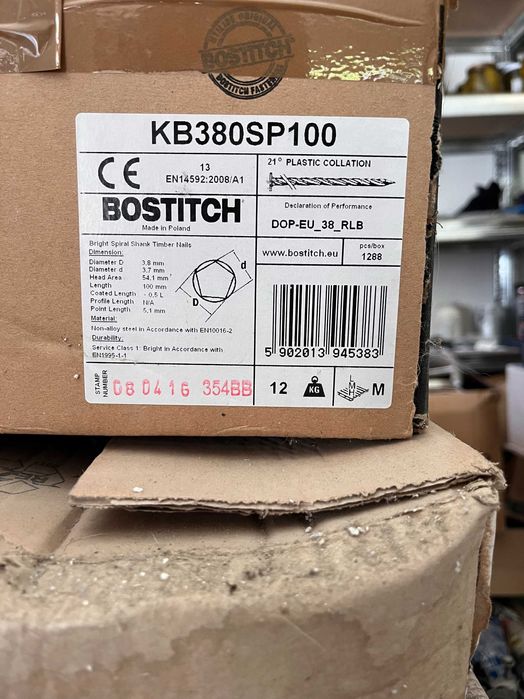 BOSTITCH
KB380SP100
CE
13
EN14592:2008/A1
21° PLASTIC COLLATION
BOSTITCH
Made in Poland
Declaration of Performance
DOP-EU_38_RLB
Bright Spiral Shank Timber Nails
Dimension:
Diameter D 3,8 mm
Diameter d 3,7 mm
Head Area 54,1 mm²
Length 100 mm
Coated Length - 0,5 L
Profile Length N/A
Point Length 5,1 mm
Material:
Non-alloy steel in Accordance with EN10016-2
Durability:
Service Class 1: Bright in Accordance with
EN1995-1-1
d
D
www.bostitch.eu
pcs/box
1288
5 902013 945383
STAMP
NUMBER
080416 354BB
12
KG
M